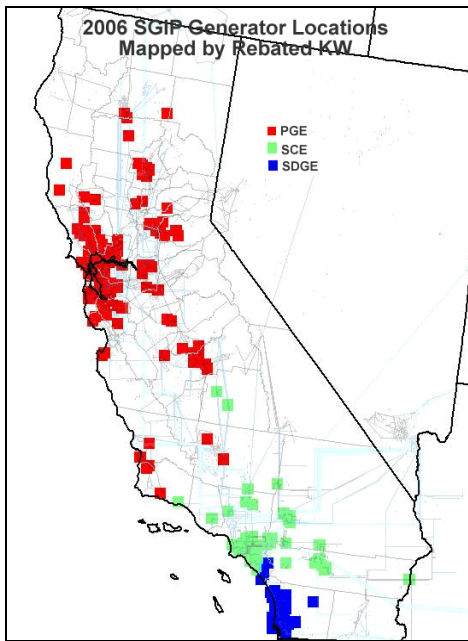 2006 SGIP Generator Locations
Mapped by Rebated KW
PGE
SCE
SDGE